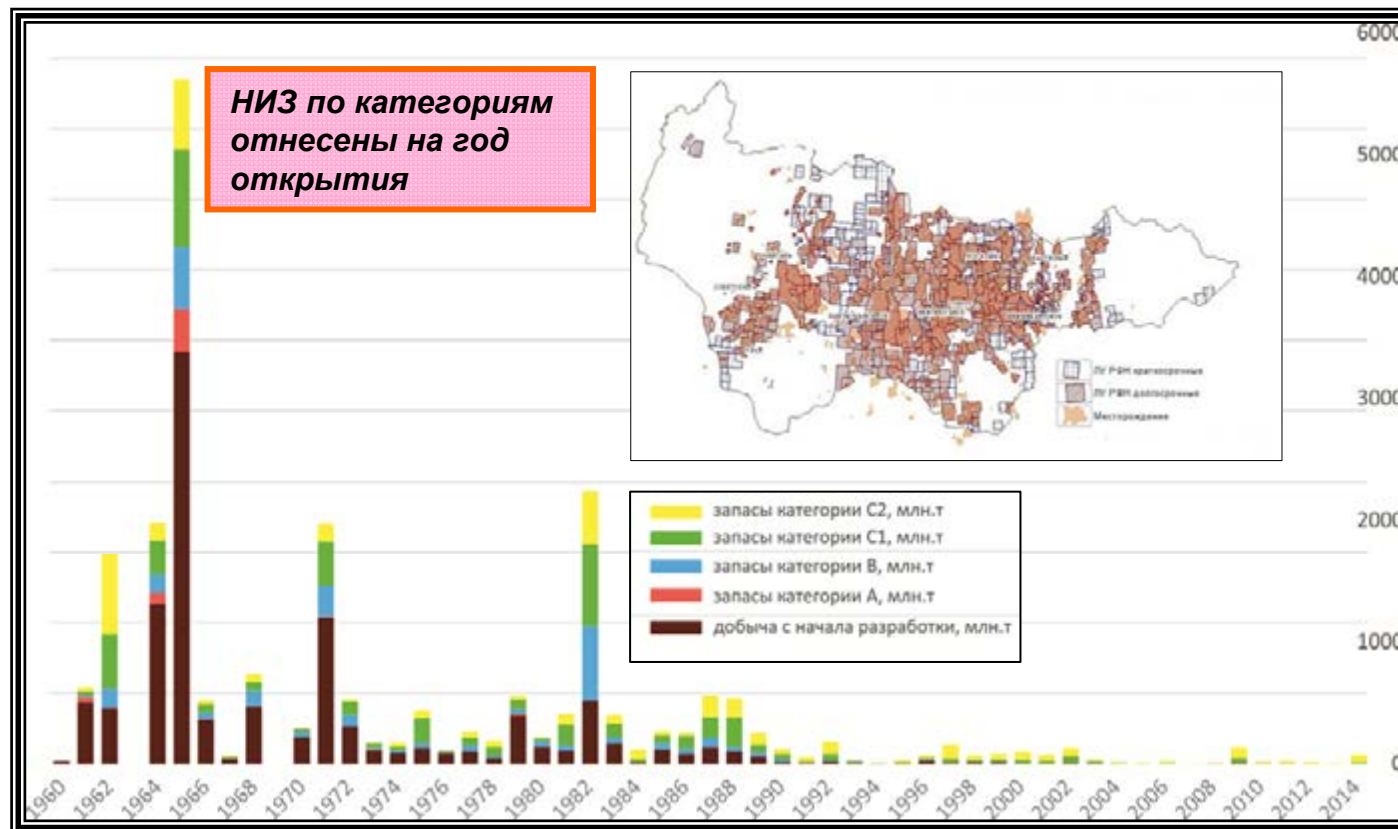 НИЗ по категориям
отнесены на год
открытия
6000
5000
4000
3000
2000
1000
0
ЛУ РФН краткосрочные
ЛУ РФН долгосрочные
Месторождения
запасы категории С2, млн.т
запасы категории С1, млн.т
запасы категории В, млн.т
запасы категории А, млн.т
добыча с начала разработки, млн.т
1960 1962 1964 1966 1968 1970 1972 1974 1976 1978 1980 1982 1984 1986 1988 1990 1992 1994 1996 1998 2000 2002 2004 2006 2008 2010 2012 2014